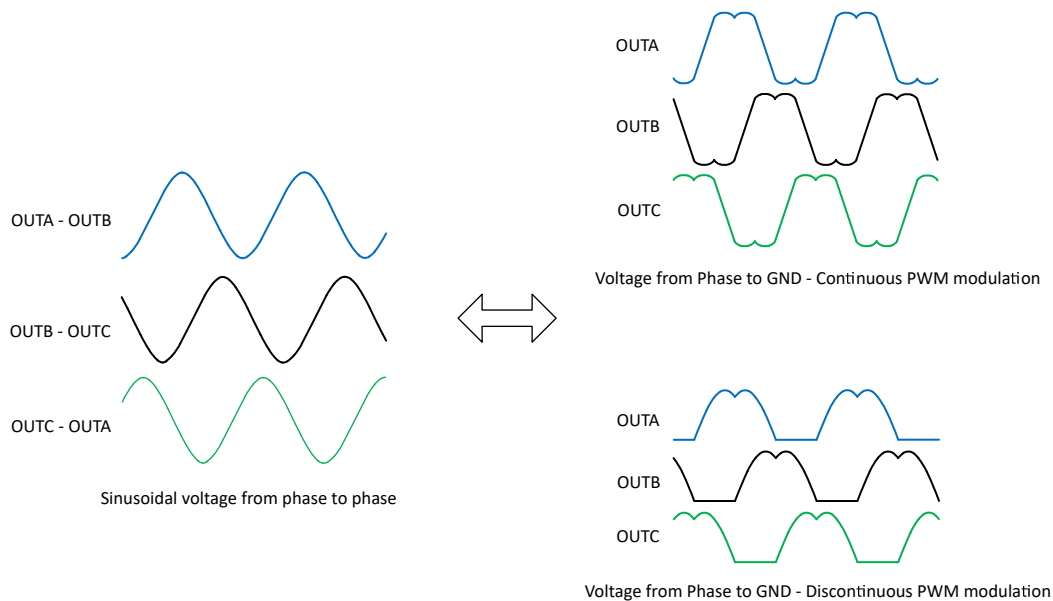 OUTA - OUTB
OUTB - OUTC
OUTC - OUTA
Sinusoidal voltage from phase to phase
OUTA
OUTB
OUTC
Voltage from Phase to GND - Continuous PWM modulation
OUTA
OUTB
OUTC
Voltage from Phase to GND - Discontinuous PWM modulation